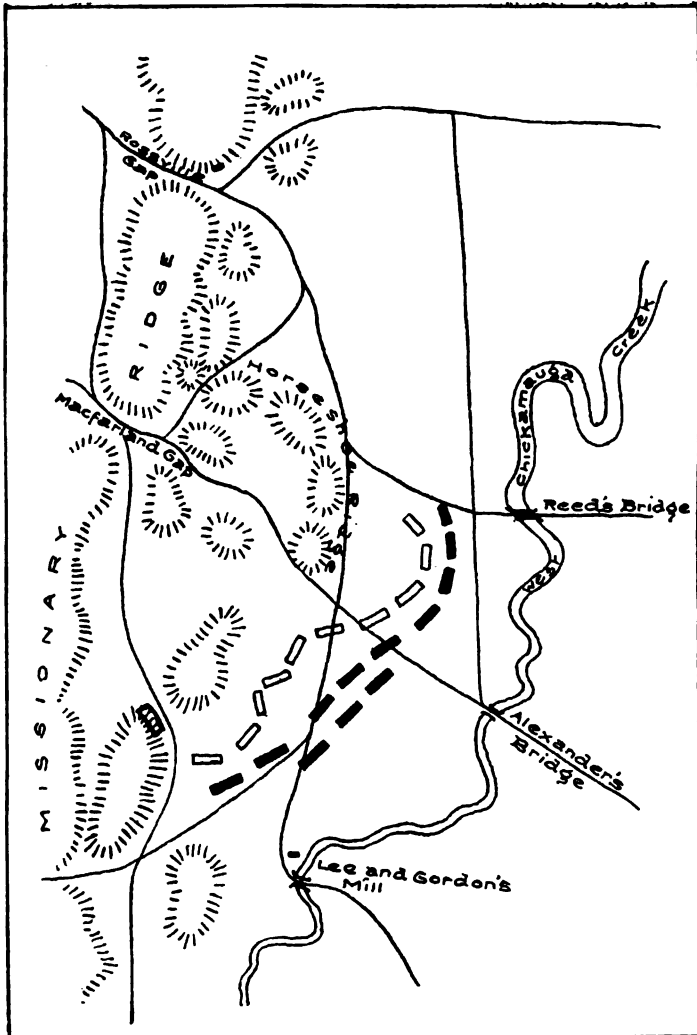 Rossville
Gap
RIDGE
Horseshoe Ridge
Macfarland Gap
MISSIONARY
Chickamauga
Creek
Reed's Bridge
West
Alexander's
Bridge
Lee and Gordon's
Mill